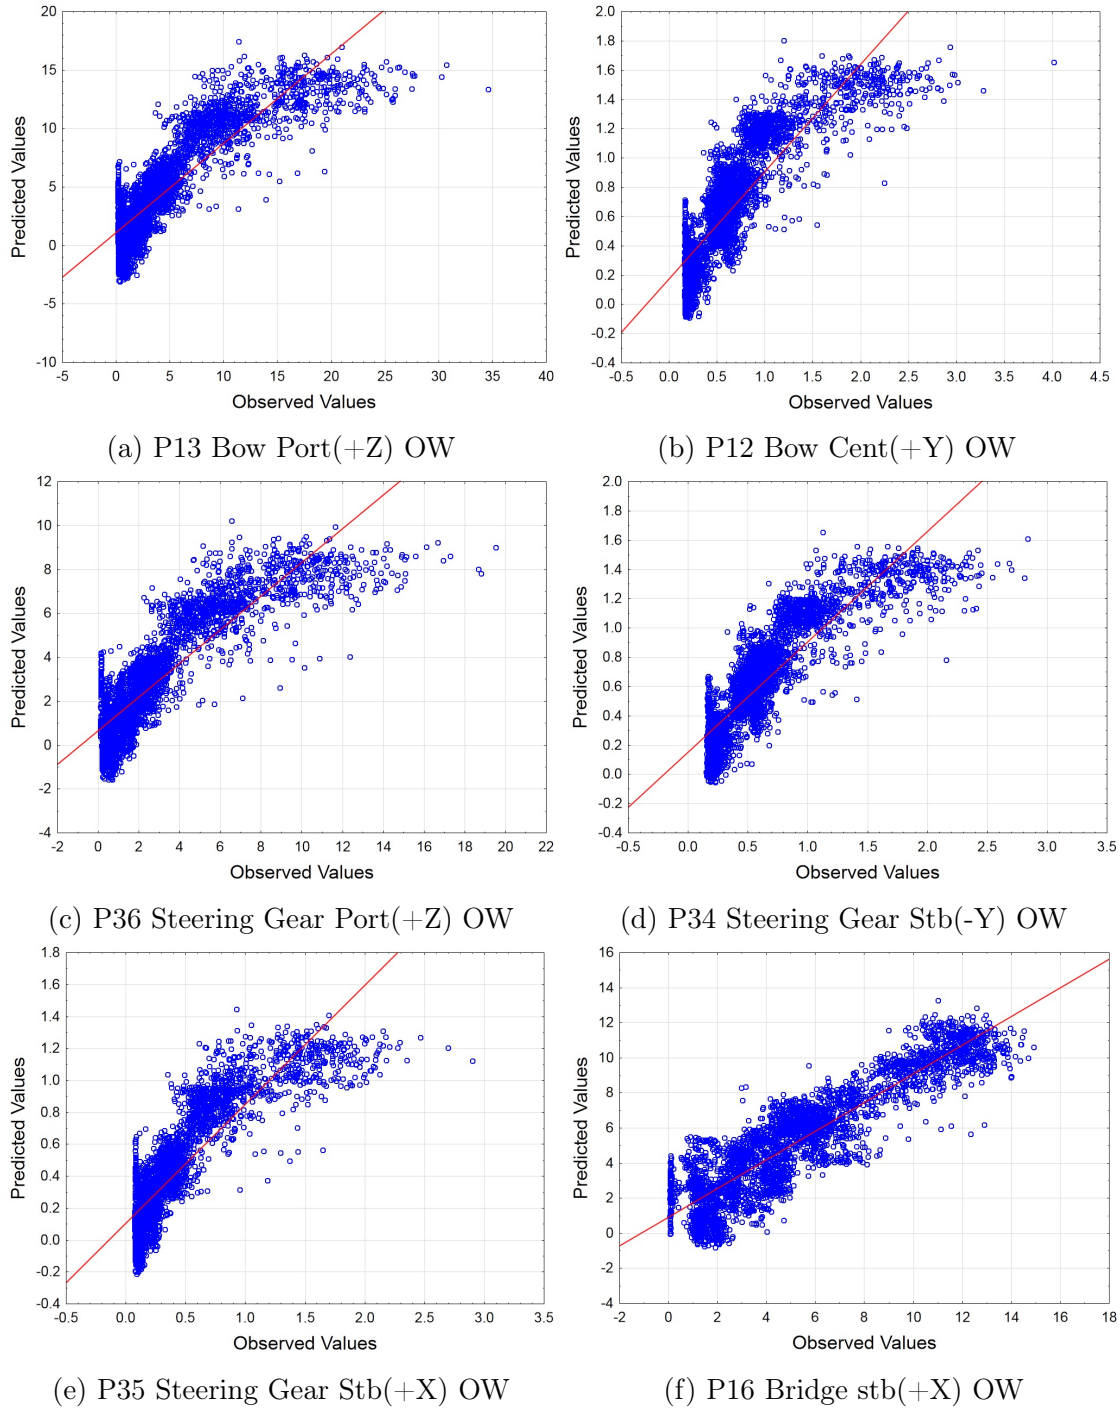 20
15
10
5
0
-5
-10
Predicted Values
-5 0 5 10 15 20 25 30 35 40
Observed Values
(a) P13 Bow Port(+Z) OW
2.0
1.8
1.6
1.4
1.2
1.0
0.8
0.6
0.4
0.2
0.0
-0.2
-0.4
Predicted Values
-0.5 0.0 0.5 1.0 1.5 2.0 2.5 3.0 3.5 4.0 4.5
Observed Values
(b) P12 Bow Cent(+Y) OW
12
10
8
6
4
2
0
-2
-4
Predicted Values
-2 0 2 4 6 8 10 12 14 16 18 20 22
Observed Values
(c) P36 Steering Gear Port(+Z) OW
2.0
1.8
1.6
1.4
1.2
1.0
0.8
0.6
0.4
0.2
0.0
-0.2
-0.4
Predicted Values
-0.5 0.0 0.5 1.0 1.5 2.0 2.5 3.0 3.5
Observed Values
(d) P34 Steering Gear Stb(-Y) OW
1.8
1.6
1.4
1.2
1.0
0.8
0.6
0.4
0.2
0.0
-0.2
-0.4
Predicted Values
-0.5 0.0 0.5 1.0 1.5 2.0 2.5 3.0 3.5
Observed Values
(e) P35 Steering Gear Stb(+X) OW
16
14
12
10
8
6
4
2
0
-2
-4
Predicted Values
-2 0 2 4 6 8 10 12 14 16 18
Observed Values
(f) P16 Bridge stb(+X) OW